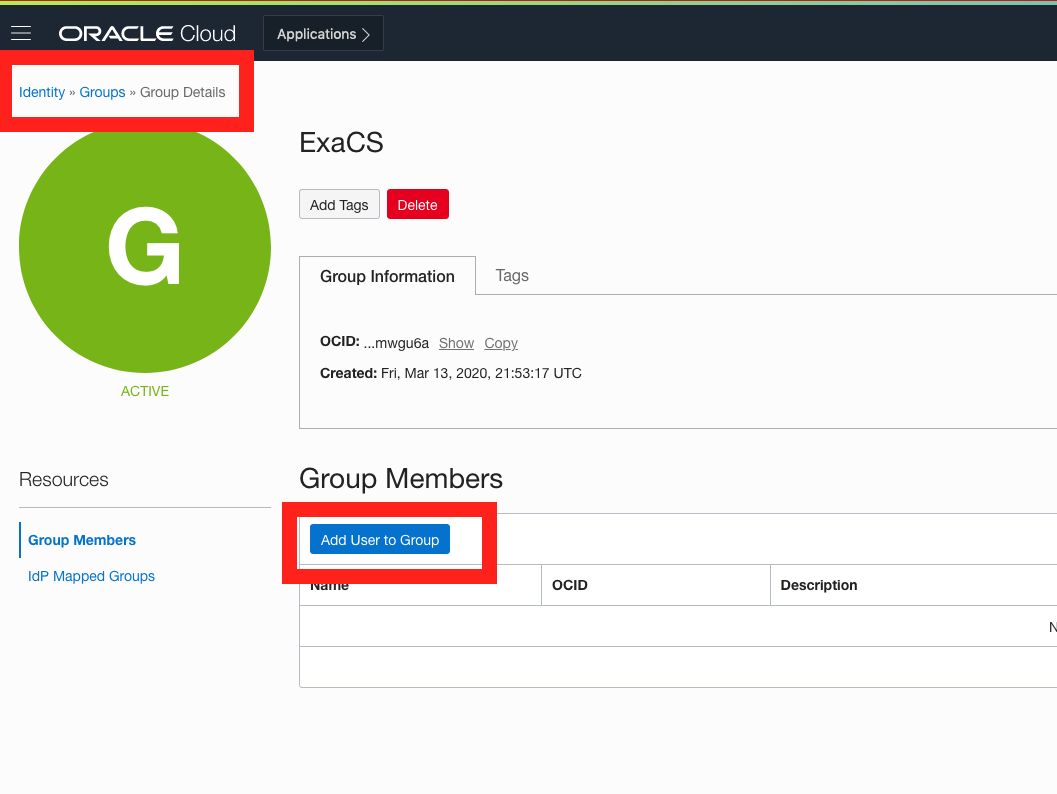 ORACLE Cloud
Applications
Identity » Groups » Group Details
G
ACTIVE
ExaCS
Add Tags
Delete
Group Information
Tags
OCID: ...mwgu6a Show Copy
Created: Fri, Mar 13, 2020, 21:53:17 UTC
Resources
Group Members
IdP Mapped Groups
Group Members
Add User to Group
Name
OCID
Description
N